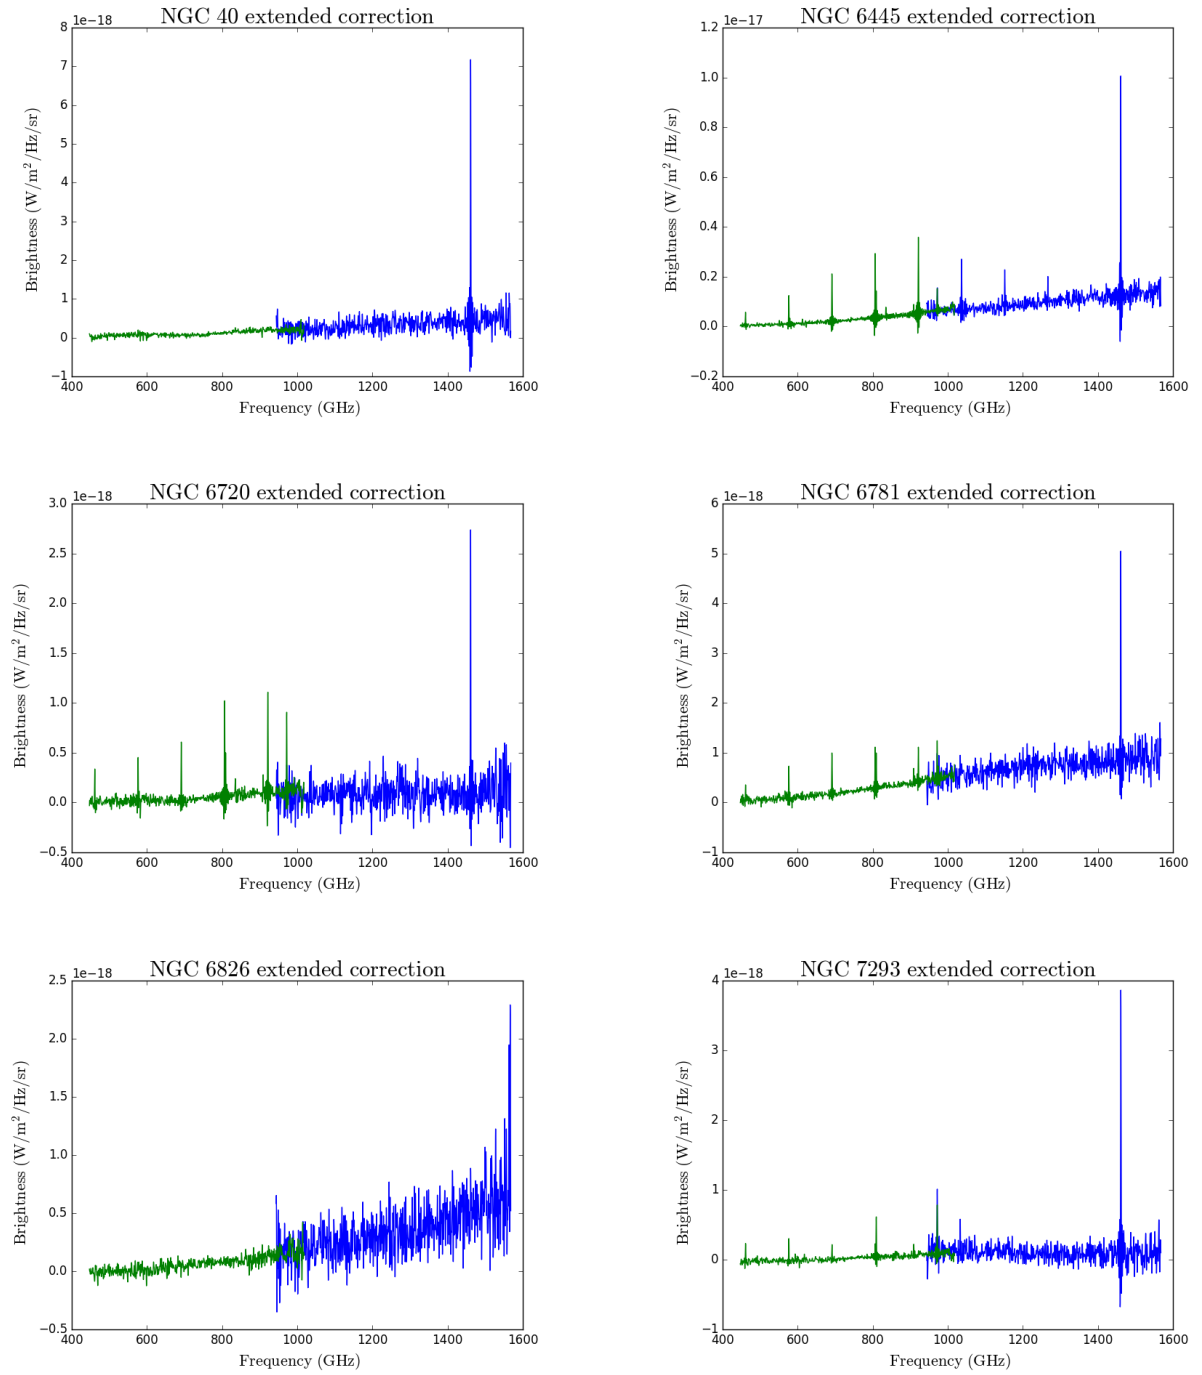 NGC 40 extended correction
1e−18
8
7
6
5
4
3
2
1
0
−1
400 600 800 1000 1200 1400 1600
Brightness (W/m²/Hz/sr)
Frequency (GHz)
NGC 6445 extended correction
1e−17
1.2
1.0
0.8
0.6
0.4
0.2
0.0
−0.2
400 600 800 1000 1200 1400 1600
Brightness (W/m²/Hz/sr)
Frequency (GHz)
NGC 6720 extended correction
1e−18
3.0
2.5
2.0
1.5
1.0
0.5
0.0
−0.5
400 600 800 1000 1200 1400 1600
Brightness (W/m²/Hz/sr)
Frequency (GHz)
NGC 6781 extended correction
1e−18
6
5
4
3
2
1
0
−1
400 600 800 1000 1200 1400 1600
Brightness (W/m²/Hz/sr)
Frequency (GHz)
NGC 6826 extended correction
1e−18
2.5
2.0
1.5
1.0
0.5
0.0
−0.5
400 600 800 1000 1200 1400 1600
Brightness (W/m²/Hz/sr)
Frequency (GHz)
NGC 7293 extended correction
1e−18
4
3
2
1
0
−1
400 600 800 1000 1200 1400 1600
Brightness (W/m²/Hz/sr)
Frequency (GHz)